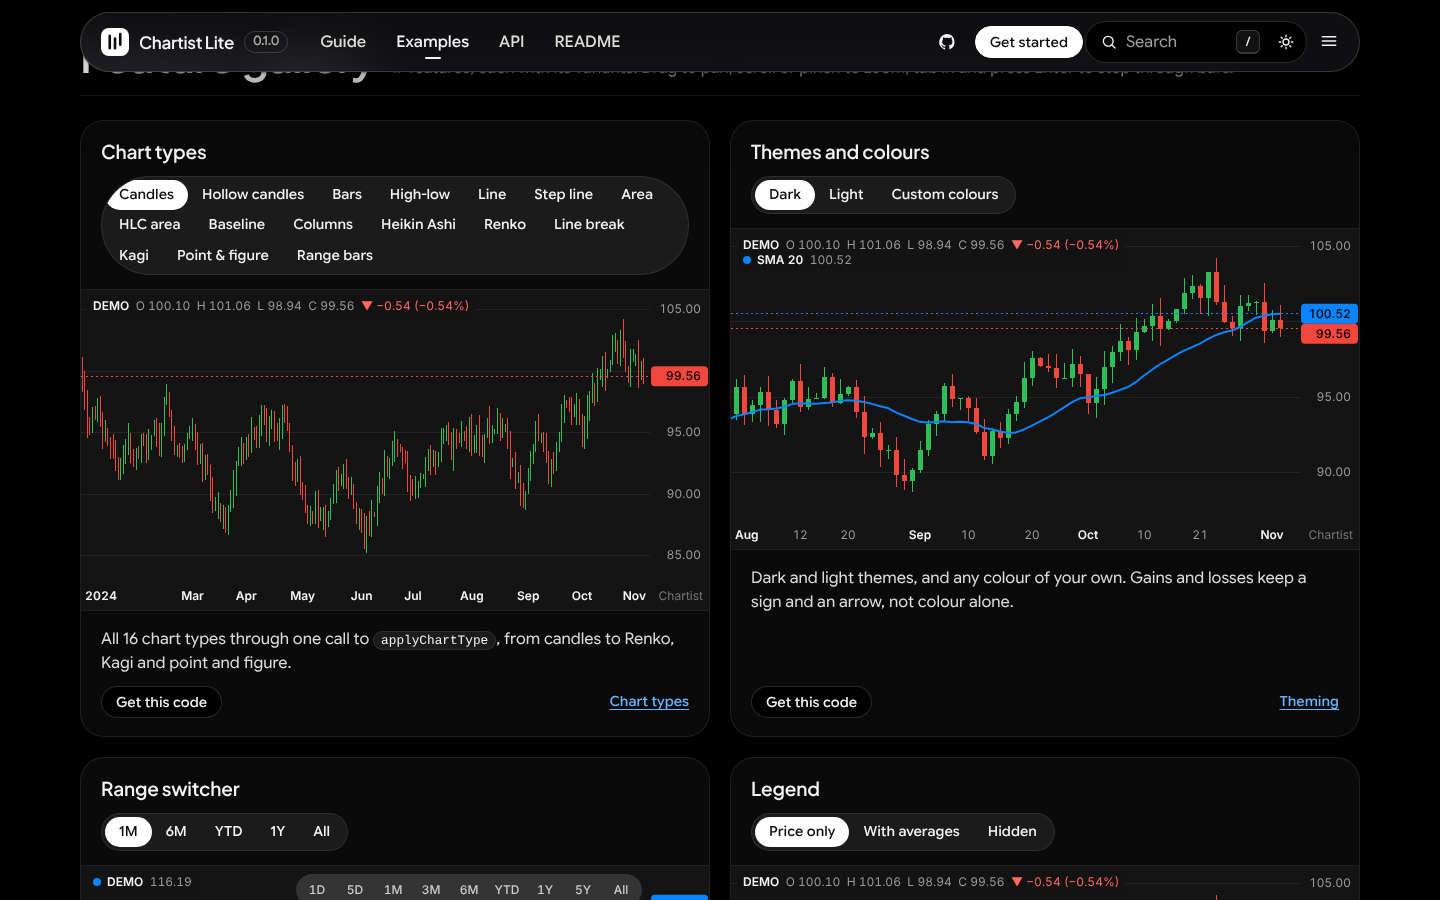 Chartist Lite 0.1.0 Guide Examples API README Get started Search /
Chart types
Candles Hollow candles Bars High-low Line Step line Area
HLC area Baseline Columns Heikin Ashi Renko Line break
Kagi Point & figure Range bars
DEMO O 100.10 H 101.06 L 98.94 C 99.56 ▼ −0.54 (−0.54%)
105.00
99.56
95.00
90.00
85.00
2024 Mar Apr May Jun Jul Aug Sep Oct Nov Chartist
All 16 chart types through one call to applyChartType, from candles to Renko,
Kagi and point and figure.
Get this code Chart types
Themes and colours
Dark Light Custom colours
DEMO O 100.10 H 101.06 L 98.94 C 99.56 ▼ −0.54 (−0.54%)
SMA 20 100.52
105.00
100.52
99.56
95.00
90.00
Aug 12 20 Sep 10 20 Oct 10 21 Nov Chartist
Dark and light themes, and any colour of your own. Gains and losses keep a
sign and an arrow, not colour alone.
Get this code Theming
Range switcher
1M 6M YTD 1Y All
DEMO 116.19
1D 5D 1M 3M 6M YTD 1Y 5Y All
Legend
Price only With averages Hidden
DEMO O 100.10 H 101.06 L 98.94 C 99.56 ▼ −0.54 (−0.54%)
105.00